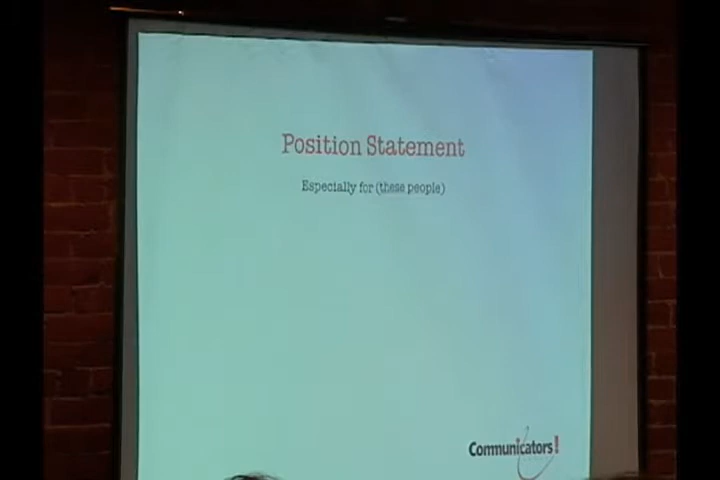 Position Statement
Especially for (these people)
Communicators!